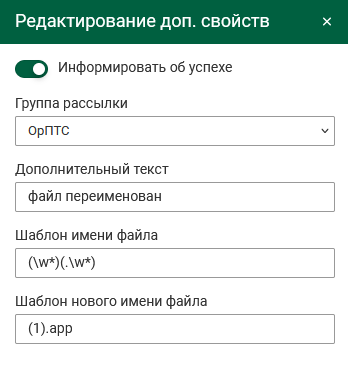 Редактирование доп. свойств
Информировать об успехе
Группа рассылки
ОрПТС
Дополнительный текст
файл переименован
Шаблон имени файла
(\w*)(.\w*)
Шаблон нового имени файла
(1).app